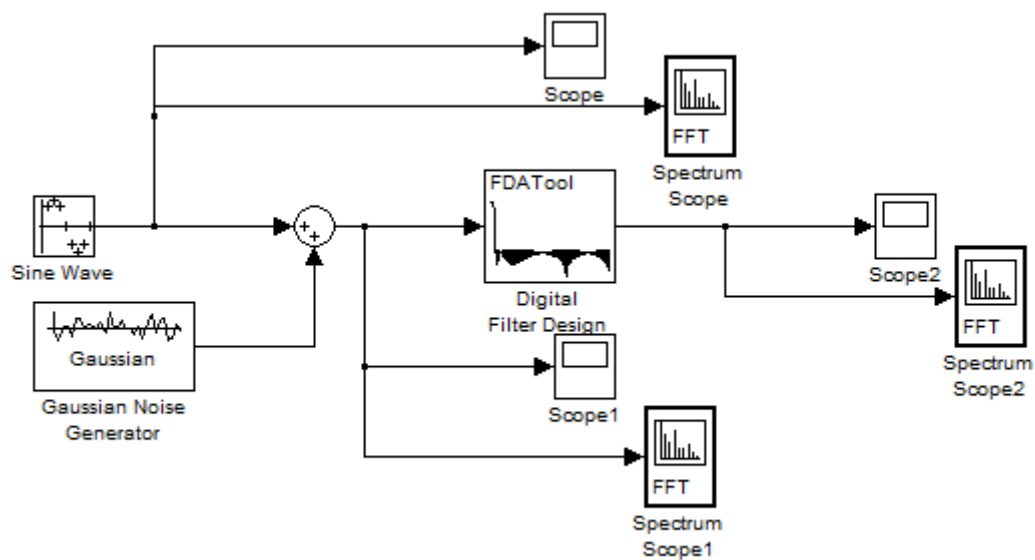 Scope
FFT
Spectrum
Scope
FDATool
Sine Wave
Digital
Filter Design
Scope2
FFT
Spectrum
Scope2
Gaussian
Gaussian Noise
Generator
Scope1
FFT
Spectrum
Scope1